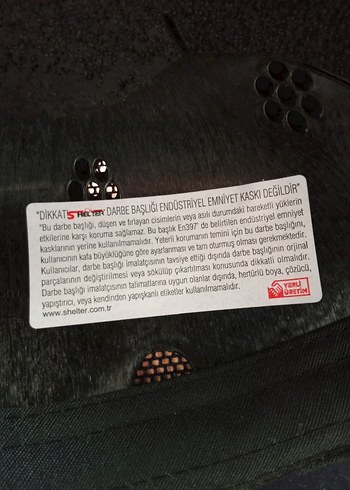 "DİKKAT! SHELTER DARBE BAŞLIĞI ENDÜSTRİYEL EMNİYET KASKI DEĞİLDİR"
"Bu darbe başlığı, düşen ve fırlayan cisimlerin veya asılı durumdaki hareketli yüklerin
etkilerine karşı koruma sağlamaz. Bu başlık En397' de belirtilen endüstriyel emniyet
kasklarının yerine kullanılmamalıdır. Yeterli korumanın temini için bu darbe başlığını,
kullanıcının kafa büyüklüğüne göre ayarlanması ve tam oturmuş olması gerekmektedir.
Kullanıcılar, darbe başlığı imalatçısının tavsiye ettiği dışında darbe başlığının orjinal
parçalarının değiştirilmesi veya sökülüp çıkartılması konusunda dikkatli olmalıdır.
Darbe başlığı imalatçısının talimatlarına uygun olanlar dışında, hertürlü boya, çözücü,
yapıştırıcı, veya kendinden yapışkanlı etiketler kullanılmamalıdır.
www.shelter.com.tr
YERLİ
ÜRETİM